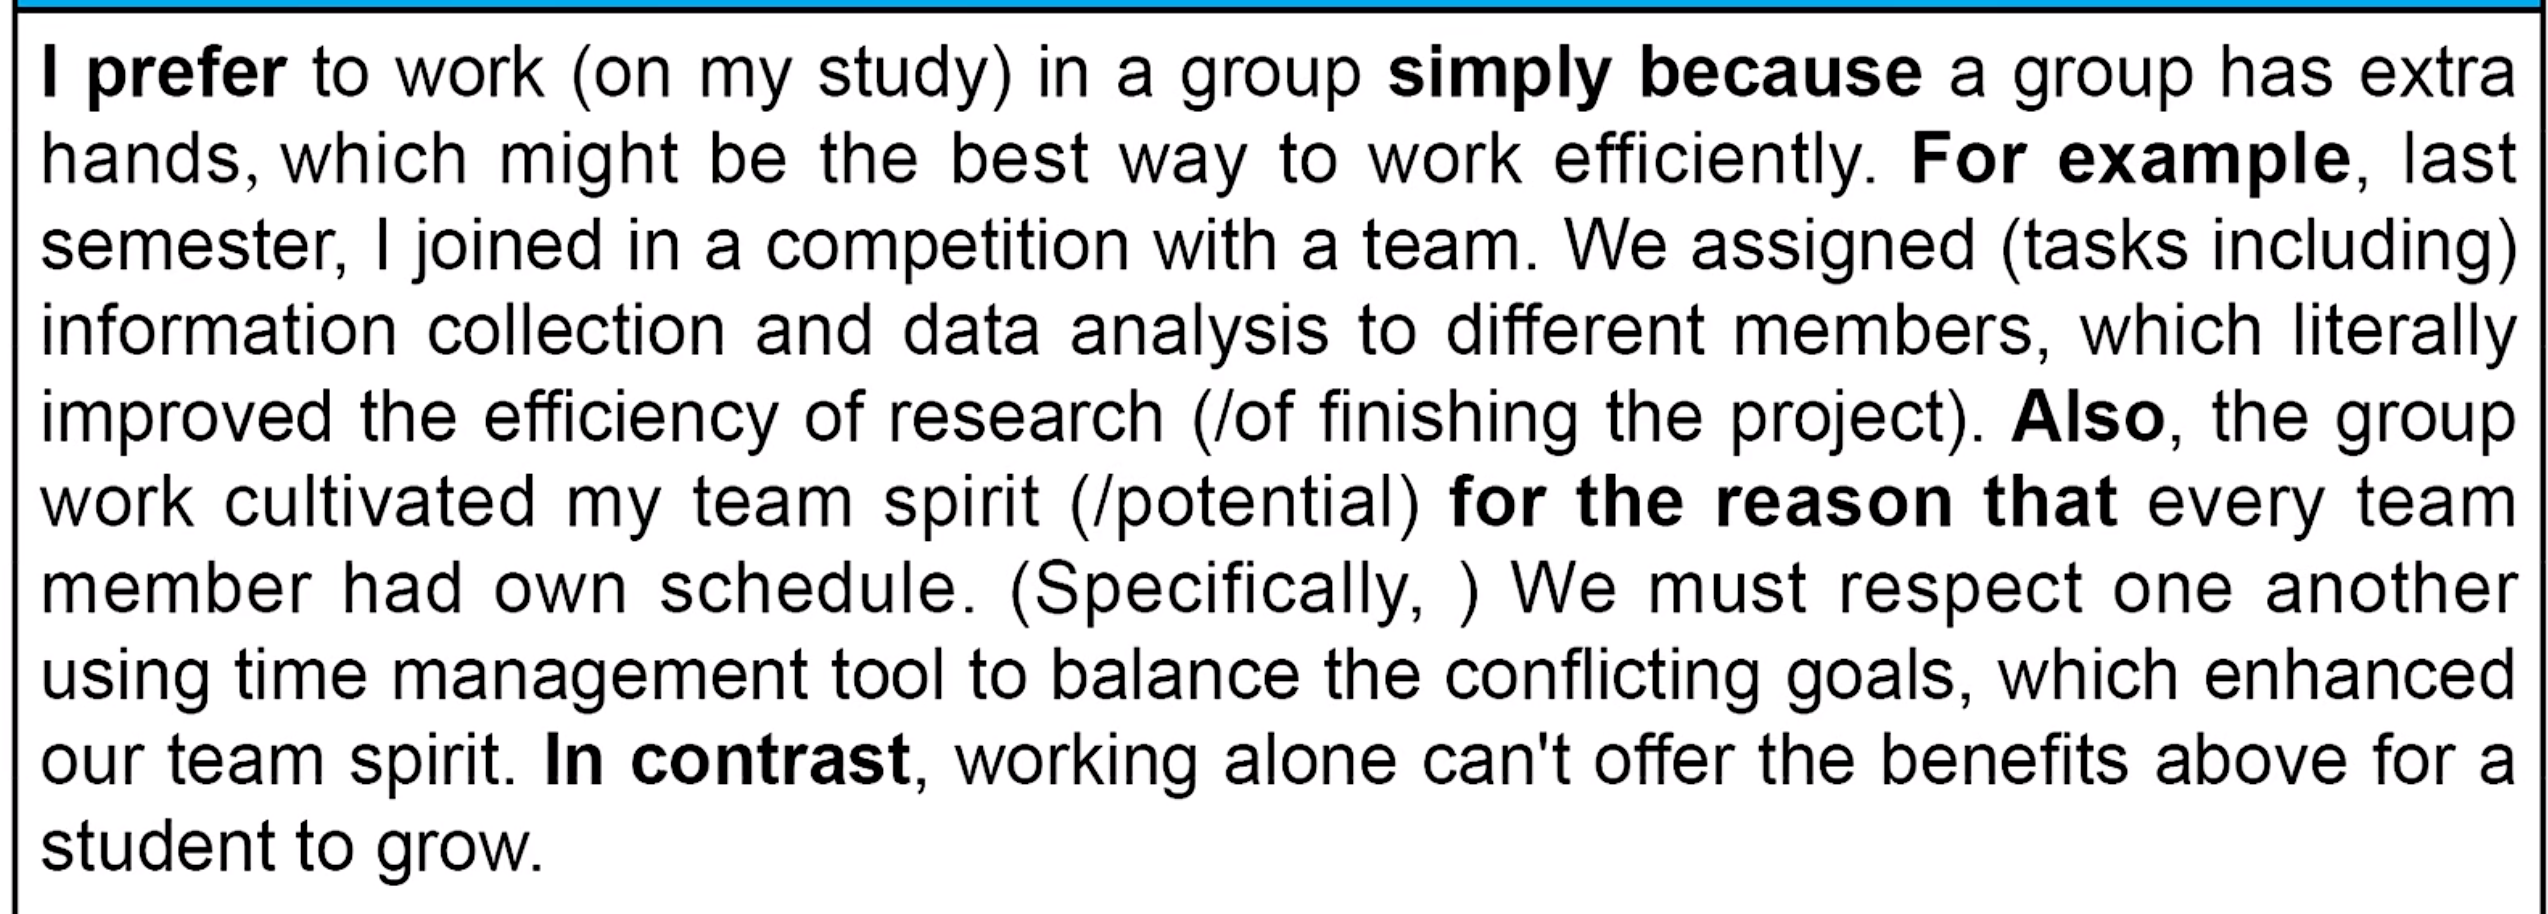 I prefer to work (on my study) in a group simply because a group has extra
hands, which might be the best way to work efficiently. For example, last
semester, I joined in a competition with a team. We assigned (tasks including)
information collection and data analysis to different members, which literally
improved the efficiency of research (/of finishing the project). Also, the group
work cultivated my team spirit (/potential) for the reason that every team
member had own schedule. (Specifically, ) We must respect one another
using time management tool to balance the conflicting goals, which enhanced
our team spirit. In contrast, working alone can't offer the benefits above for a
student to grow.